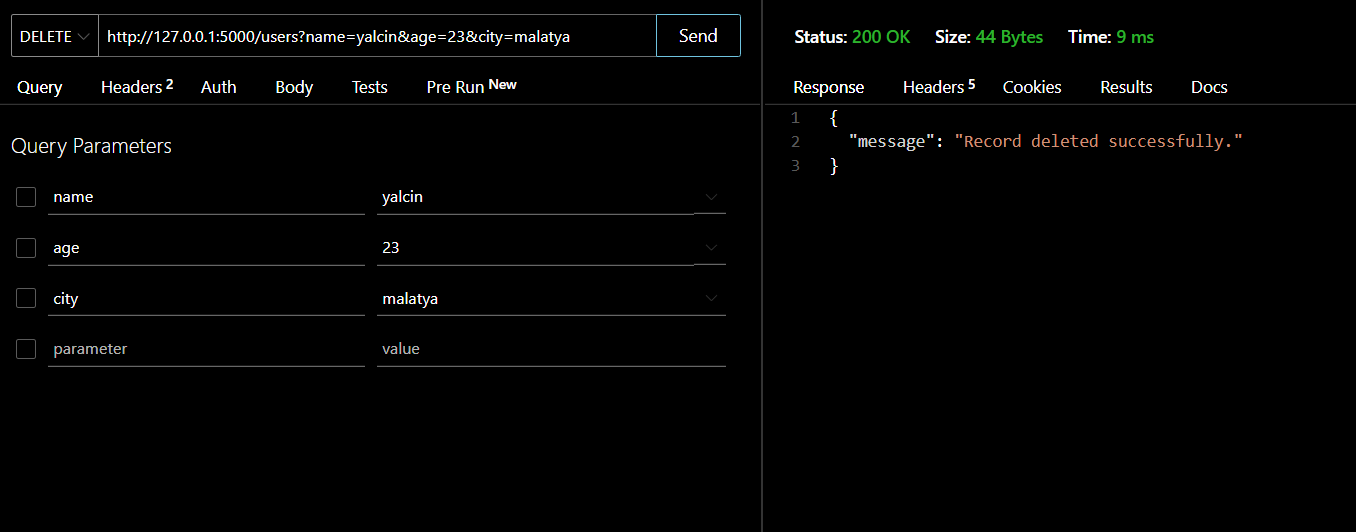 DELETE http://127.0.0.1:5000/users?name=yalcin&age=23&city=malatya Send
Query Headers 2 Auth Body Tests Pre Run New
Query Parameters
name yalcin
age 23
city malatya
parameter value
Status: 200 OK Size: 44 Bytes Time: 9 ms
Response Headers 5 Cookies Results Docs
1 {
2 "message": "Record deleted successfully."
3 }